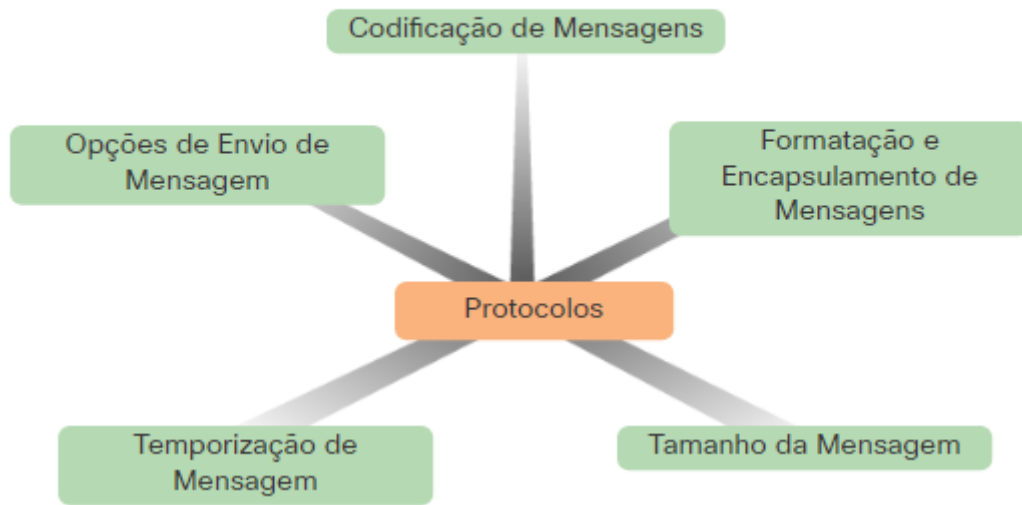 Codificação de Mensagens
Opções de Envio de
Mensagem
Formatação e
Encapsulamento de
Mensagens
Protocolos
Temporização de
Mensagem
Tamanho da Mensagem